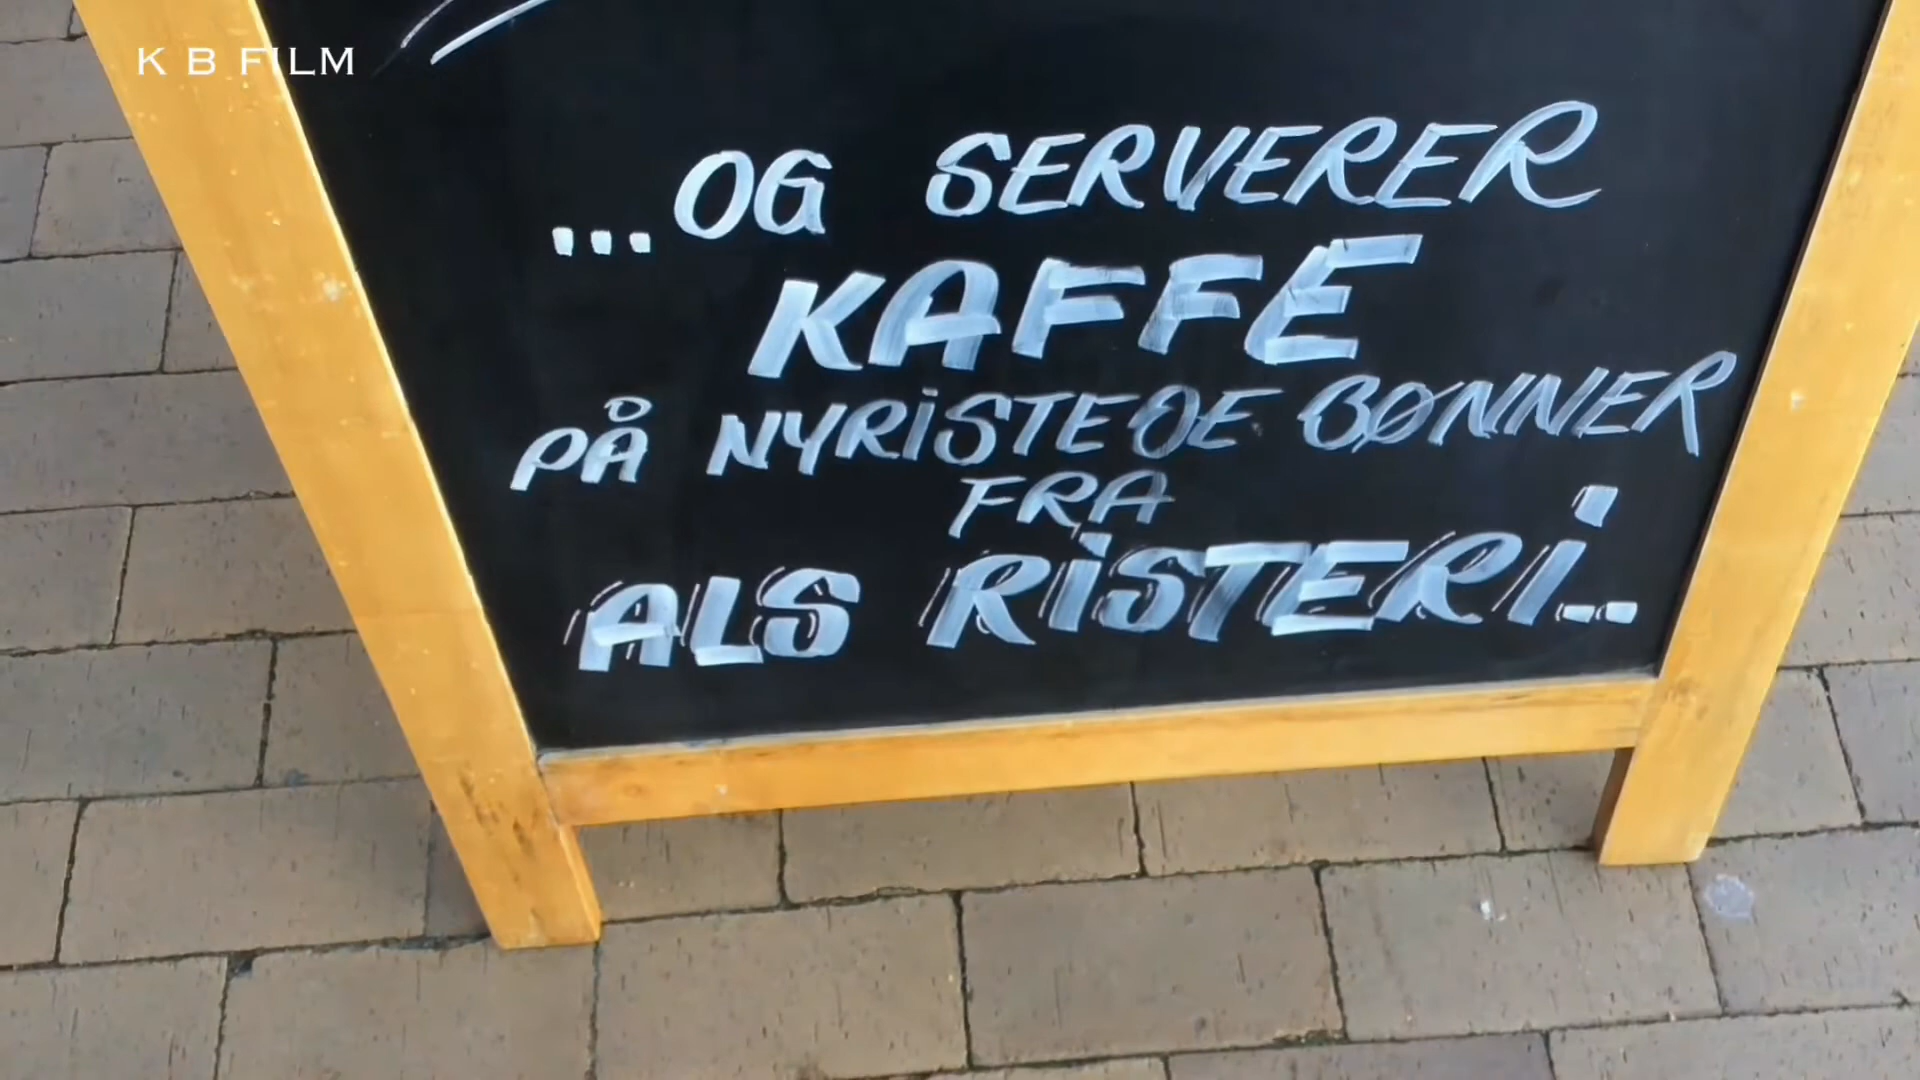 K B FILM
...OG SERVERER
KAFFE
PÅ NYRISTEDE BØNNER
FRA
ALS RISTERI..